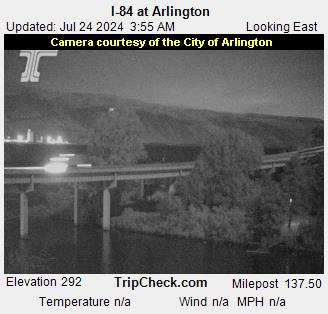 I-84 at Arlington
Updated: Jul 24 2024 3:55 AM Looking East
Camera courtesy of the City of Arlington
Elevation 292 TripCheck.com Milepost 137.50
Temperature n/a Wind n/a MPH n/a